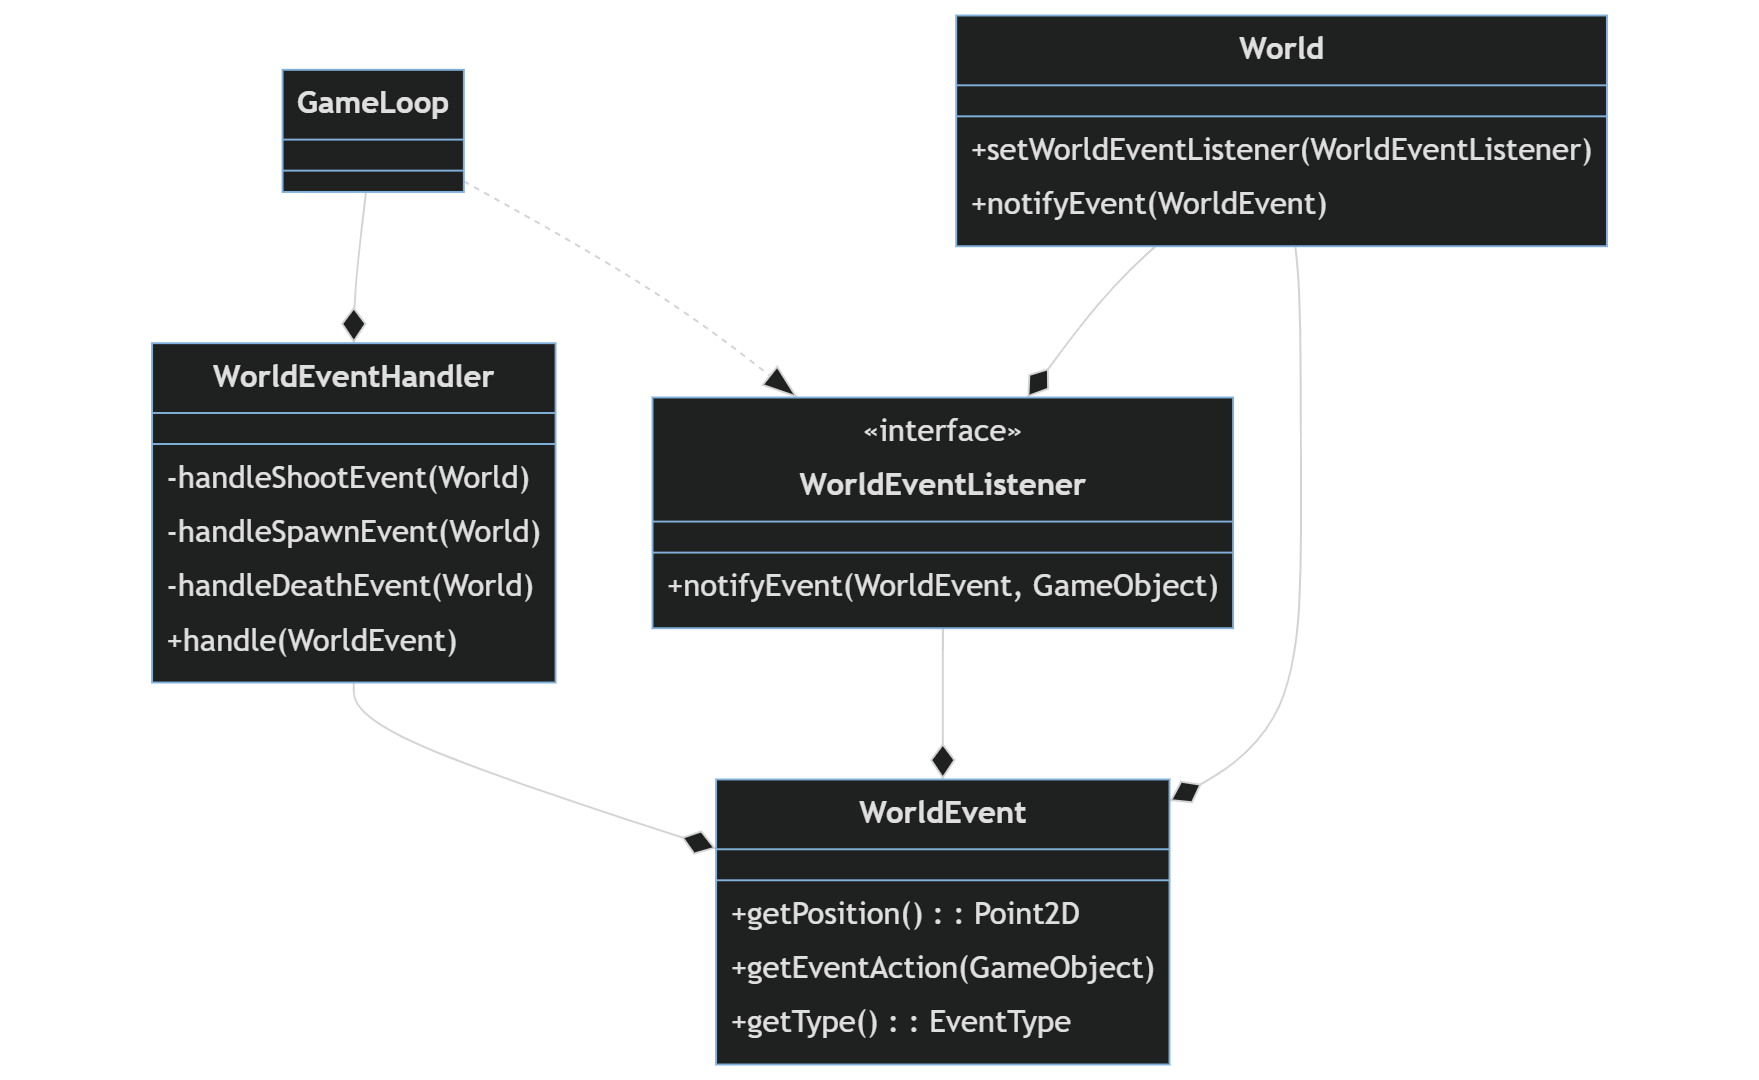 GameLoop
World
+setWorldEventListener(WorldEventListener)
+notifyEvent(WorldEvent)
WorldEventHandler
-handleShootEvent(World)
-handleSpawnEvent(World)
-handleDeathEvent(World)
+handle(WorldEvent)
«interface»
WorldEventListener
+notifyEvent(WorldEvent, GameObject)
WorldEvent
+getPosition() : : Point2D
+getEventAction(GameObject)
+getType() : : EventType